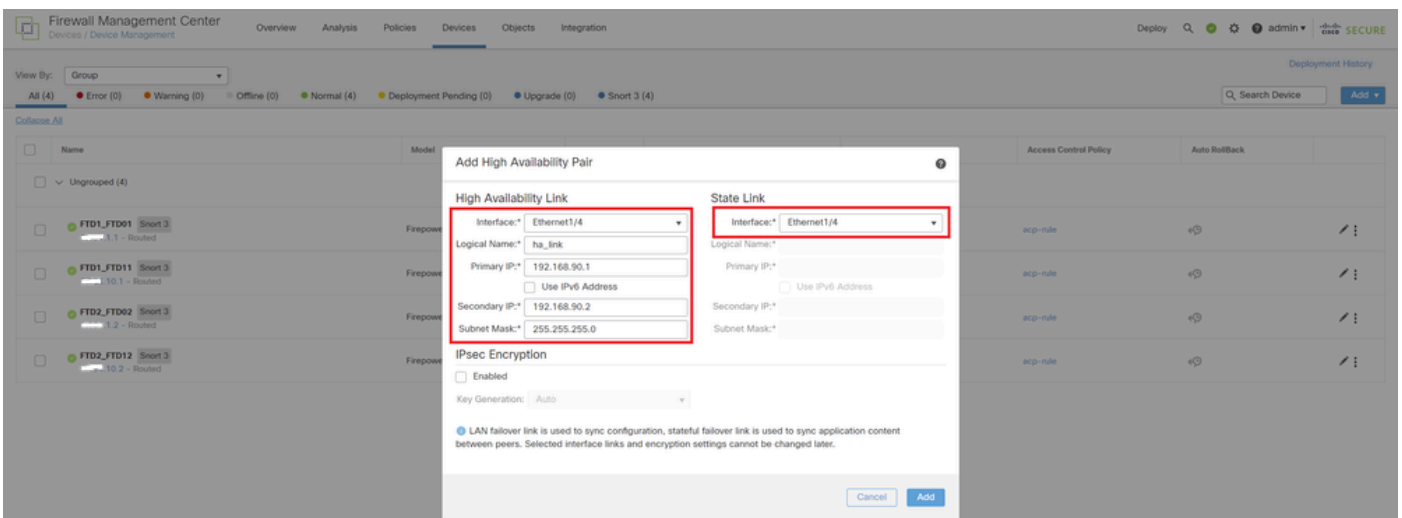 Firewall Management Center
Devices / Device Management
Overview Analysis Policies Devices Objects Integration
Deploy admin SECURE
Deployment History
View By: Group
All (4) Error (0) Warning (0) Offline (0) Normal (4) Deployment Pending (0) Upgrade (0) Snort 3 (4)
Search Device Add
Collapse All
Name Model Access Control Policy Auto RollBack
Ungrouped (4)
FTD1_FTD01 Snort 3
1.1 - Routed
acp-rule
FTD1_FTD11 Snort 3
10.1 - Routed
acp-rule
FTD2_FTD02 Snort 3
1.2 - Routed
acp-rule
FTD2_FTD12 Snort 3
10.2 - Routed
acp-rule
Firepowe
Firepowe
Firepowe
Firepowe
Add High Availability Pair
High Availability Link
Interface:* Ethernet1/4
Logical Name:* ha_link
Primary IP:* 192.168.90.1
Use IPv6 Address
Secondary IP:* 192.168.90.2
Subnet Mask:* 255.255.255.0
State Link
Interface:* Ethernet1/4
Logical Name:*
Primary IP:*
Use IPv6 Address
Secondary IP:*
Subnet Mask:*
IPsec Encryption
Enabled
Key Generation: Auto
LAN failover link is used to sync configuration, stateful failover link is used to sync application content
between peers. Selected interface links and encryption settings cannot be changed later.
Cancel Add